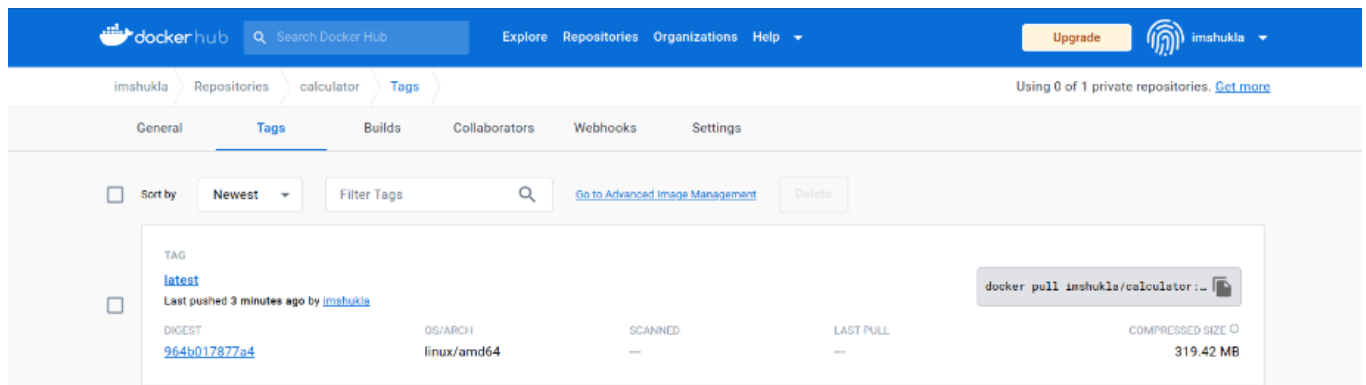 dockerhub Search Docker Hub Explore Repositories Organizations Help Upgrade imshukla
imshukla Repositories calculator Tags Using 0 of 1 private repositories. Get more
General Tags Builds Collaborators Webhooks Settings
Sort by Newest Filter Tags Go to Advanced Image Management Delete
TAG
latest
docker pull imshukla/calculator:…
Last pushed 3 minutes ago by imshukla
DIGEST OS/ARCH SCANNED LAST PULL COMPRESSED SIZE
964b017877a4 linux/amd64 --- --- 319.42 MB